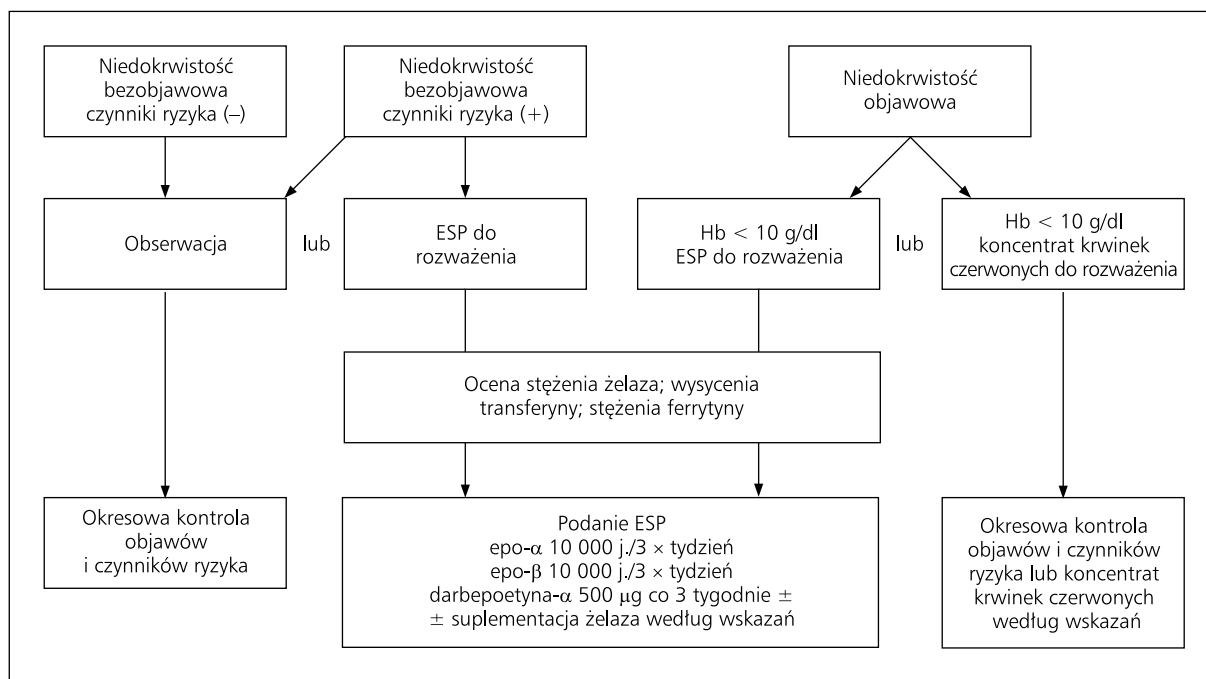 Niedokrwistość
bezobjawowa
czynniki ryzyka (–)
Niedokrwistość
bezobjawowa
czynniki ryzyka (+)
Niedokrwistość
objawowa
Obserwacja
lub
ESP do
rozważenia
Hb < 10 g/dl
ESP do rozważenia
lub
Hb < 10 g/dl
koncentrat krwinek
czerwonych do rozważenia
Ocena stężenia żelaza; wysycenia
transferyny; stężenia ferrytyny
Okresowa kontrola
objawów
i czynników ryzyka
Podanie ESP
epo-α 10 000 j./3 × tydzień
epo-β 10 000 j./3 × tydzień
darbepoetyna-α 500 μg co 3 tygodnie ±
± suplementacja żelaza według wskazań
Okresowa kontrola
objawów i czynników
ryzyka lub koncentrat
krwinek czerwonych
według wskazań